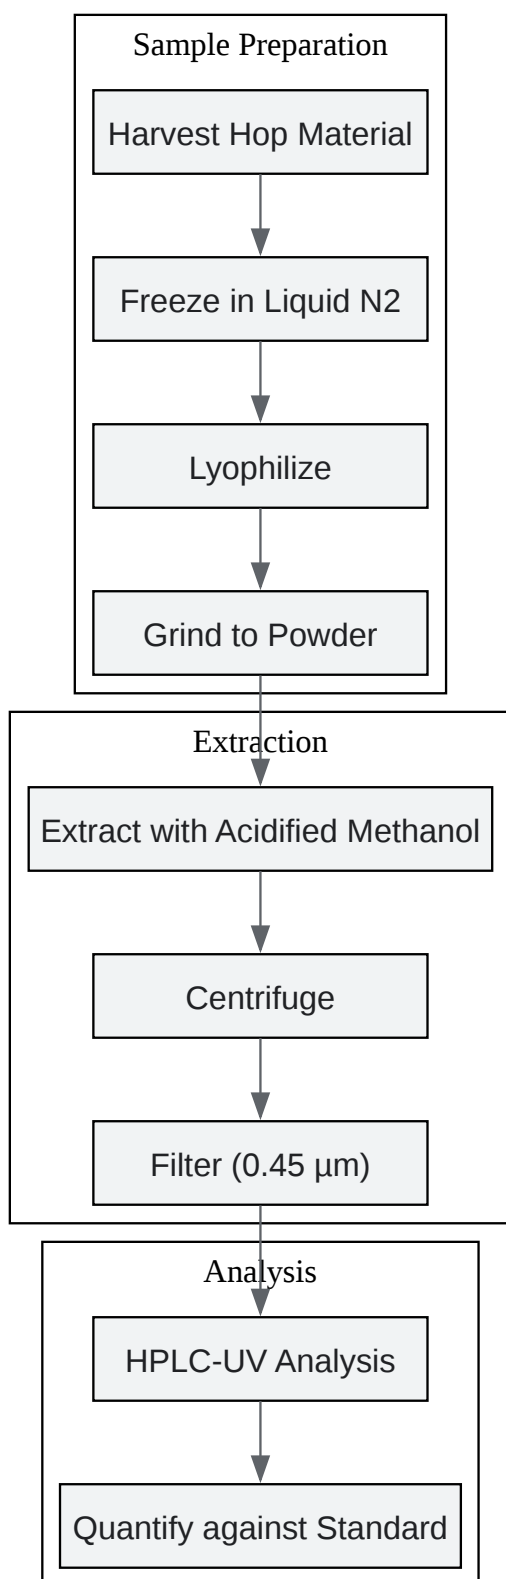 Sample Preparation
Harvest Hop Material
Freeze in Liquid N2
Lyophilize
Grind to Powder
Extraction
Extract with Acidified Methanol
Centrifuge
Filter (0.45 µm)
Analysis
HPLC-UV Analysis
Quantify against Standard